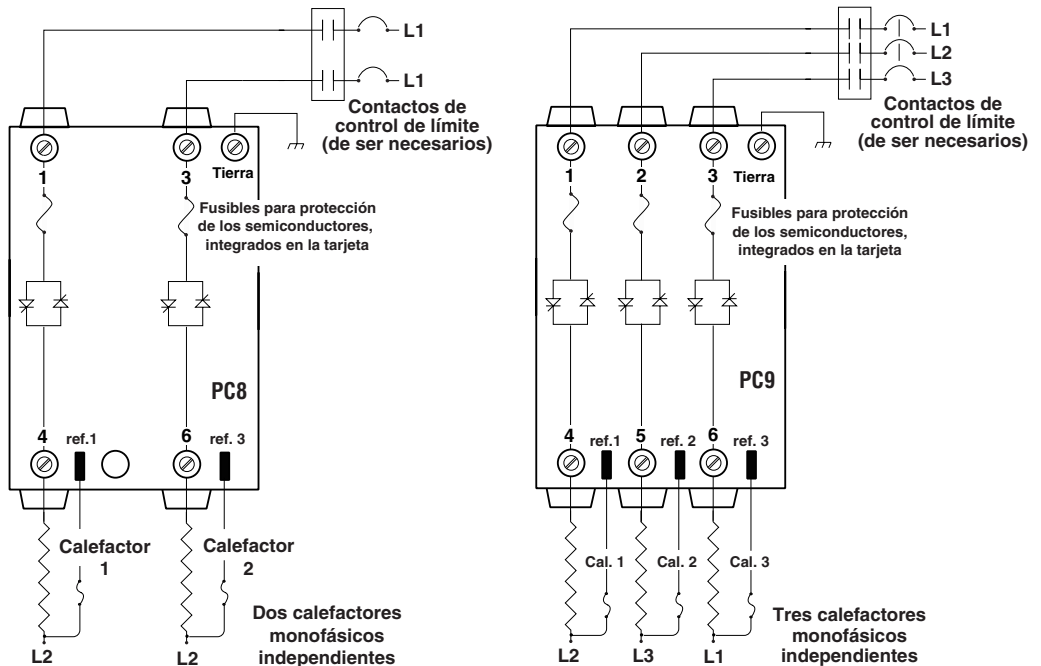 L1
L1
Contactos de
control de límite
(de ser necesarios)
1
3
Tierra
Fusibles para protección
de los semiconductores,
integrados en la tarjeta
PC8
4
ref.1
6
ref. 3
Calefactor
1
Calefactor
2
Dos calefactores
monofásicos
independientes
L2
L2
L1
L2
L3
Contactos de
control de límite
(de ser necesarios)
1
2
3
Tierra
Fusibles para protección
de los semiconductores,
integrados en la tarjeta
PC9
4
ref.1
5
ref. 2
6
ref. 3
Cal. 1
Cal. 2
Cal. 3
Tres calefactores
monofásicos
independientes
L2
L3
L1